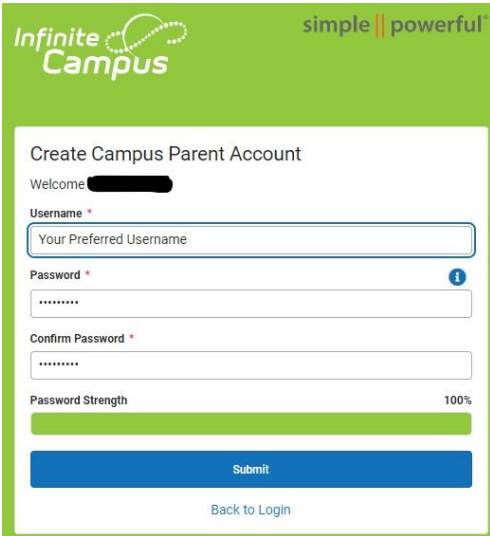 Infinite
Campus
simple || powerful®
Create Campus Parent Account
Welcome
Username *
Your Preferred Username
Password *
•••••••••
Confirm Password *
•••••••••
Password Strength 100%
Submit
Back to Login